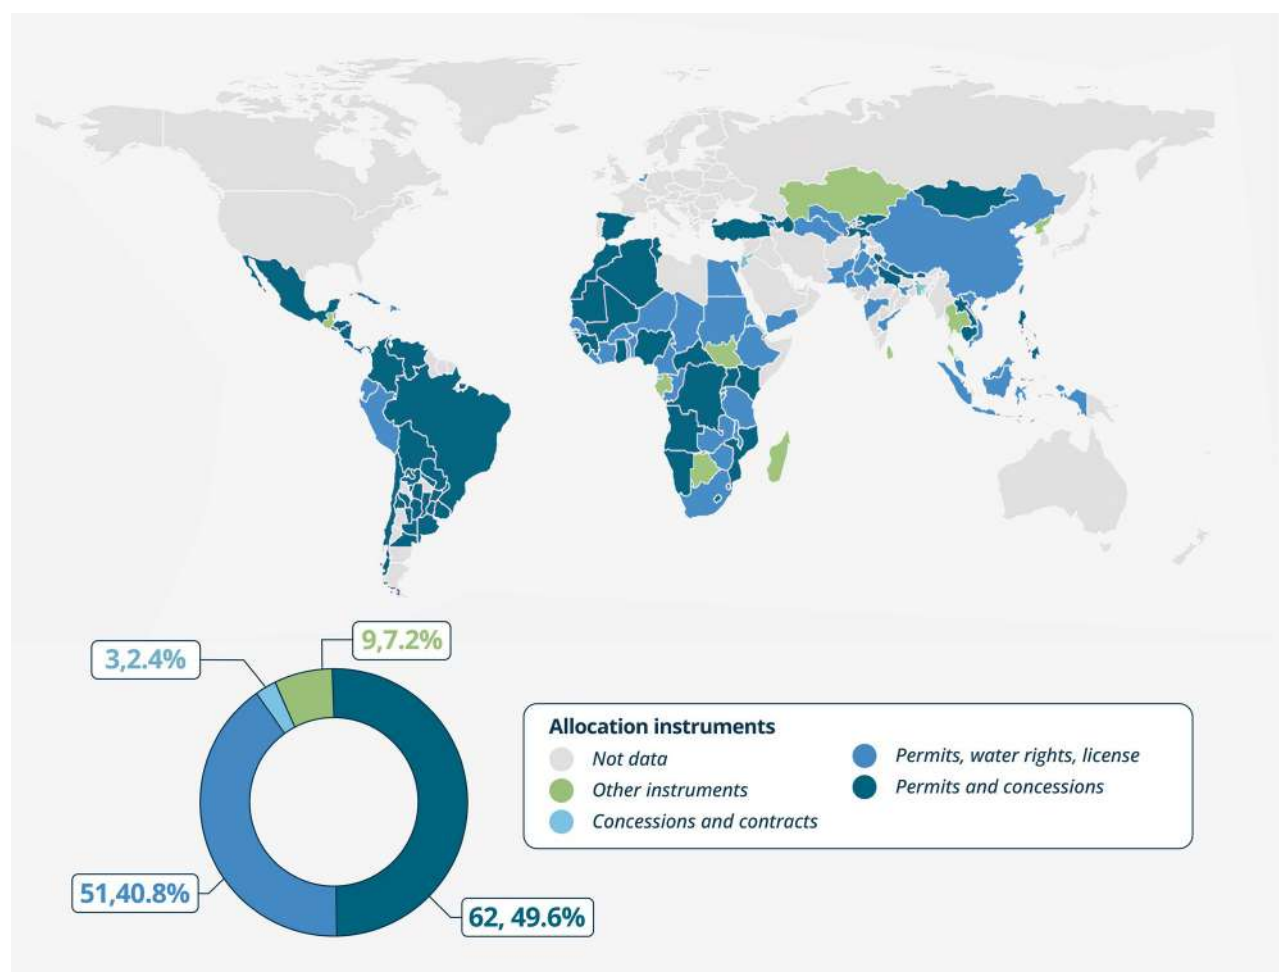 9,7.2%
3,2.4%
51,40.8%
62, 49.6%
Allocation instruments
Not data
Other instruments
Concessions and contracts
Permits, water rights, license
Permits and concessions